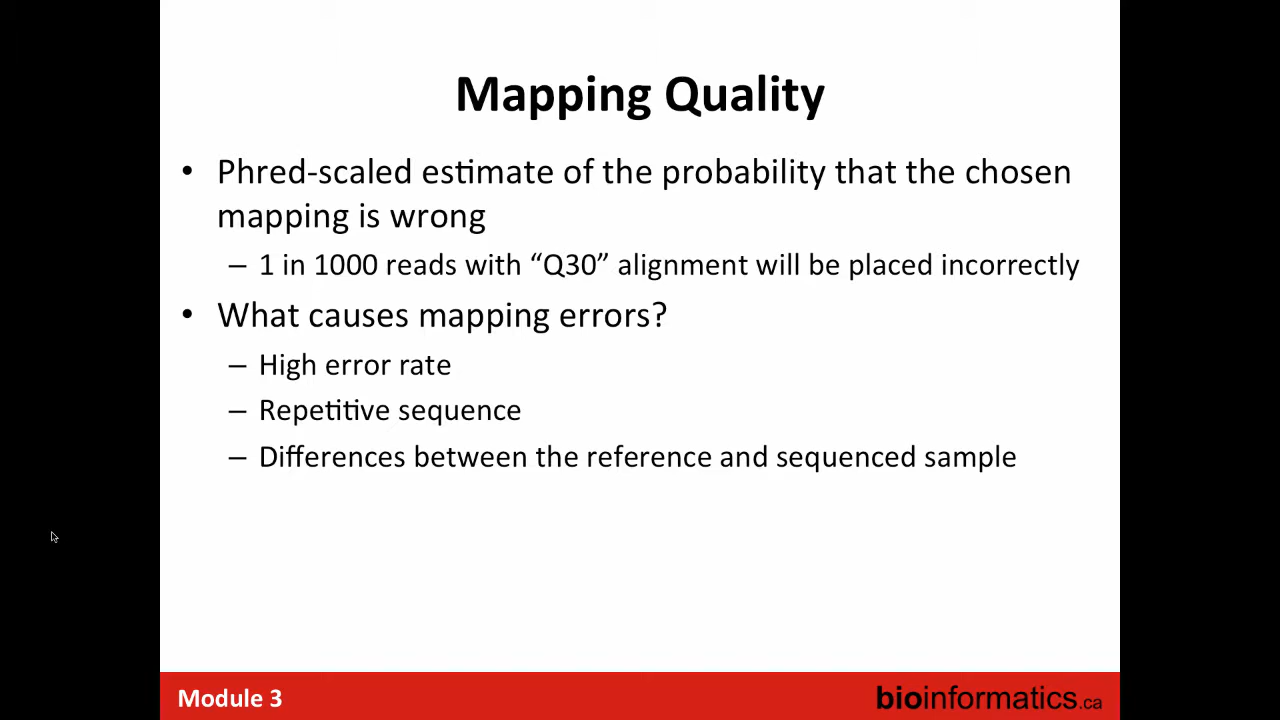 Mapping Quality
• Phred-scaled estimate of the probability that the chosen
mapping is wrong
– 1 in 1000 reads with “Q30” alignment will be placed incorrectly
• What causes mapping errors?
– High error rate
– Repetitive sequence
– Differences between the reference and sequenced sample
Module 3
bioinformatics.ca